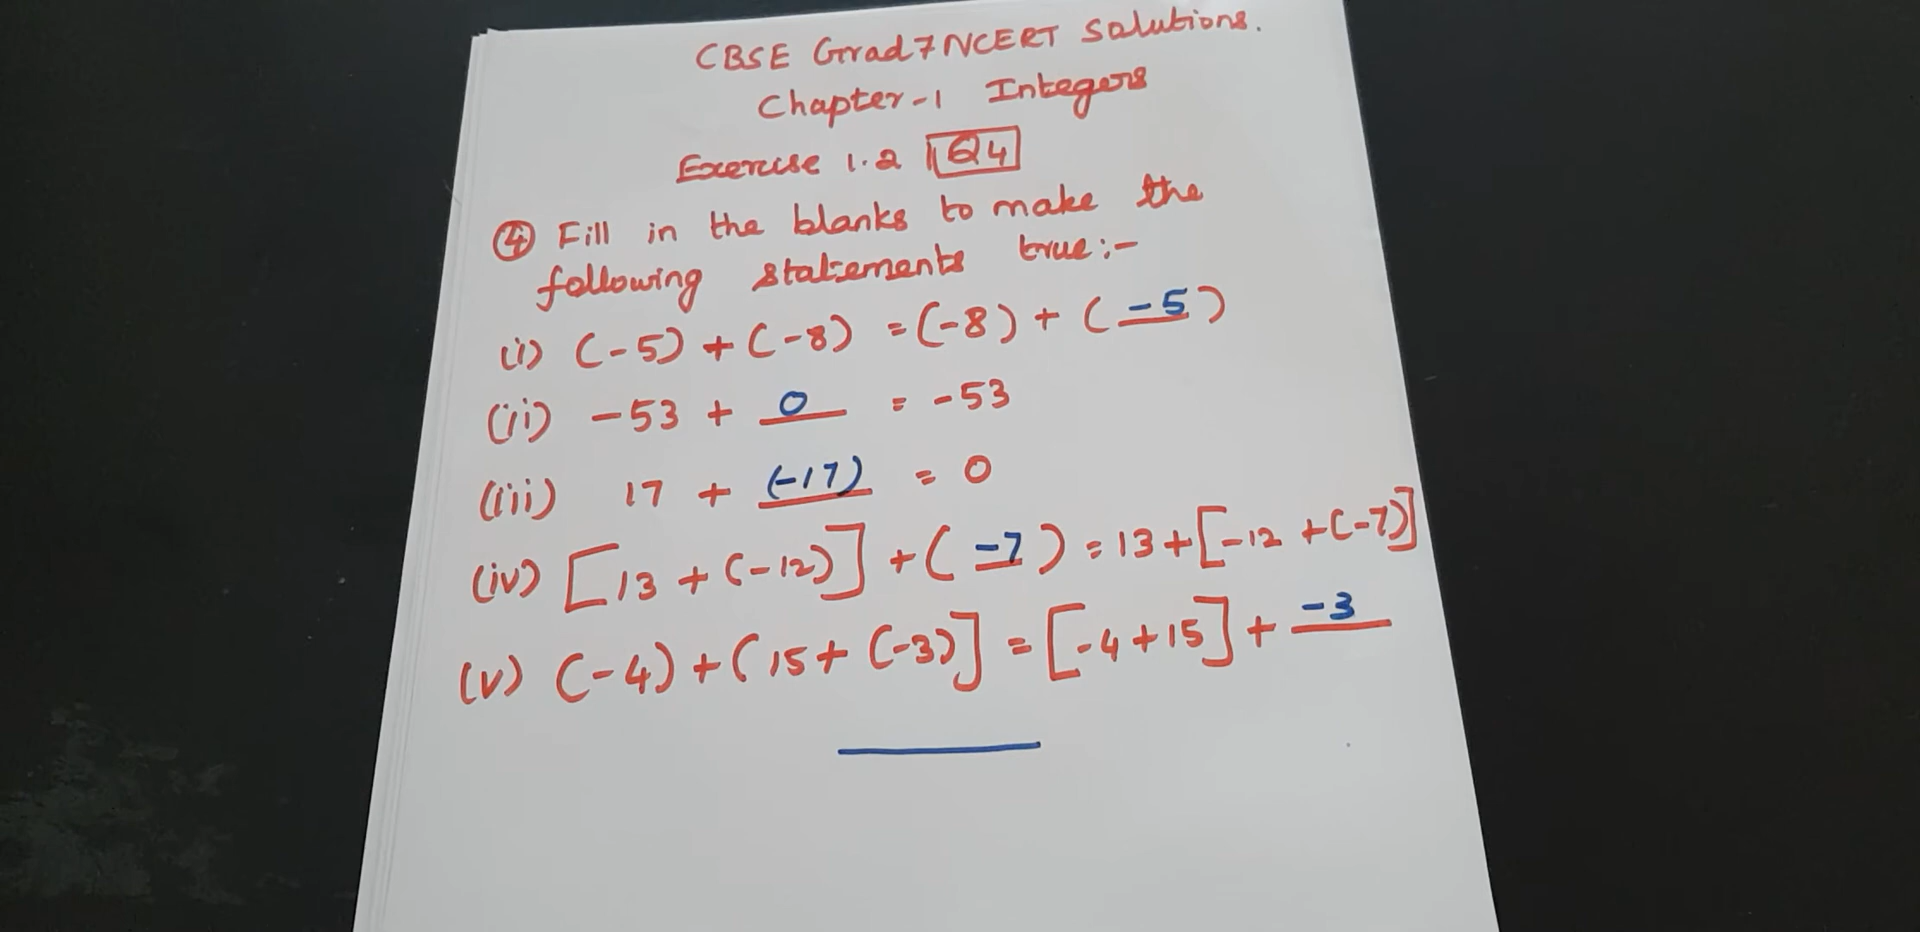 CBSE Grad 7 NCERT Solutions.
Chapter-1 Integers
Exercise 1.2 Q4
④ Fill in the blanks to make the
following statements true:-
(i) (-5) + (-8) = (-8) + ( -5 )
(ii) -53 + 0 = -53
(iii) 17 + (-17) = 0
(iv) [13 + (-12)] + ( -7 ) = 13 + [-12 + (-7)]
(v) (-4) + (15 + (-3)] = [-4 + 15] + -3